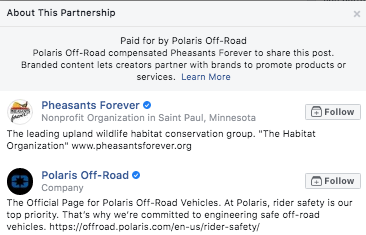 About This Partnership
Paid for by Polaris Off-Road
Polaris Off-Road compensated Pheasants Forever to share this post.
Branded content lets creators partner with brands to promote products or
services. Learn More
Pheasants Forever
Follow
Nonprofit Organization in Saint Paul, Minnesota
The leading upland wildlife habitat conservation group. "The Habitat
Organization" www.pheasantsforever.org
Polaris Off-Road
Follow
Company
The Official Page for Polaris Off-Road Vehicles. At Polaris, rider safety is our
top priority. That's why we're committed to engineering safe off-road
vehicles. https://offroad.polaris.com/en-us/rider-safety/